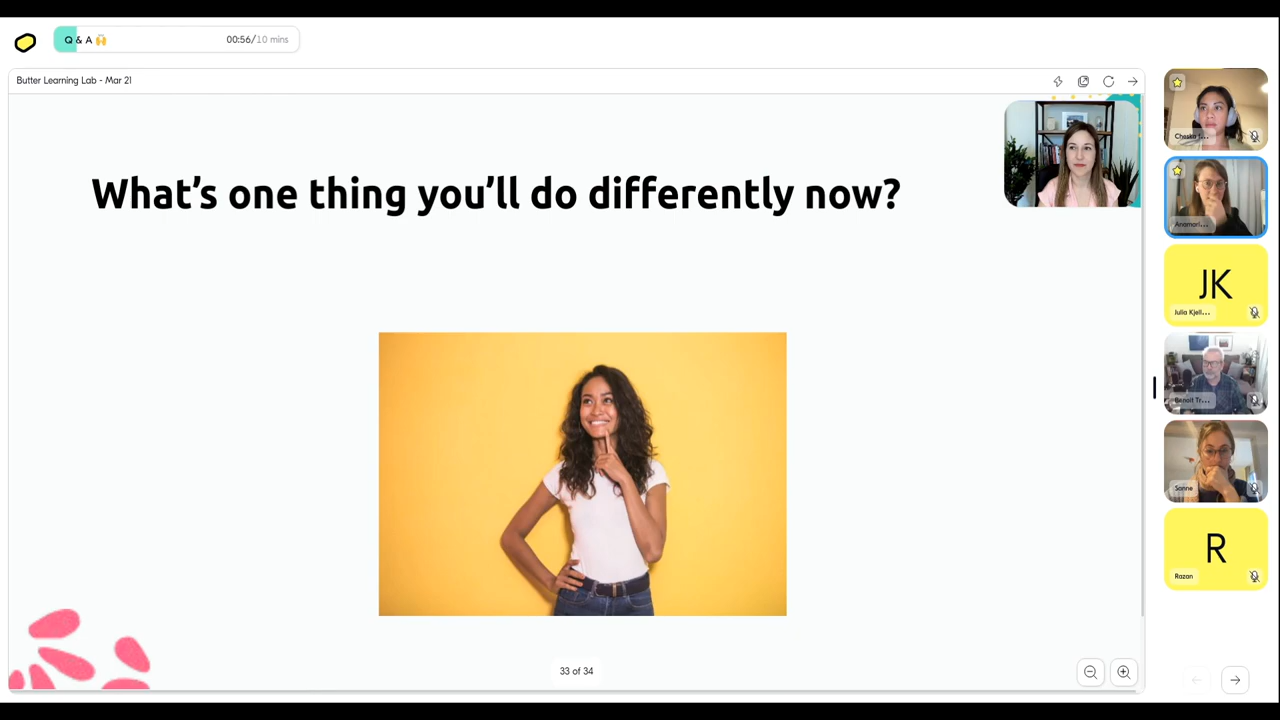 Q & A 🙌 00:56/10 mins
Butter Learning Lab - Mar 21
What's one thing you'll do differently now?
33 of 34
Anamari...
JK
Julia Kjell...
Benoit Tr...
Sanne
R
Razan